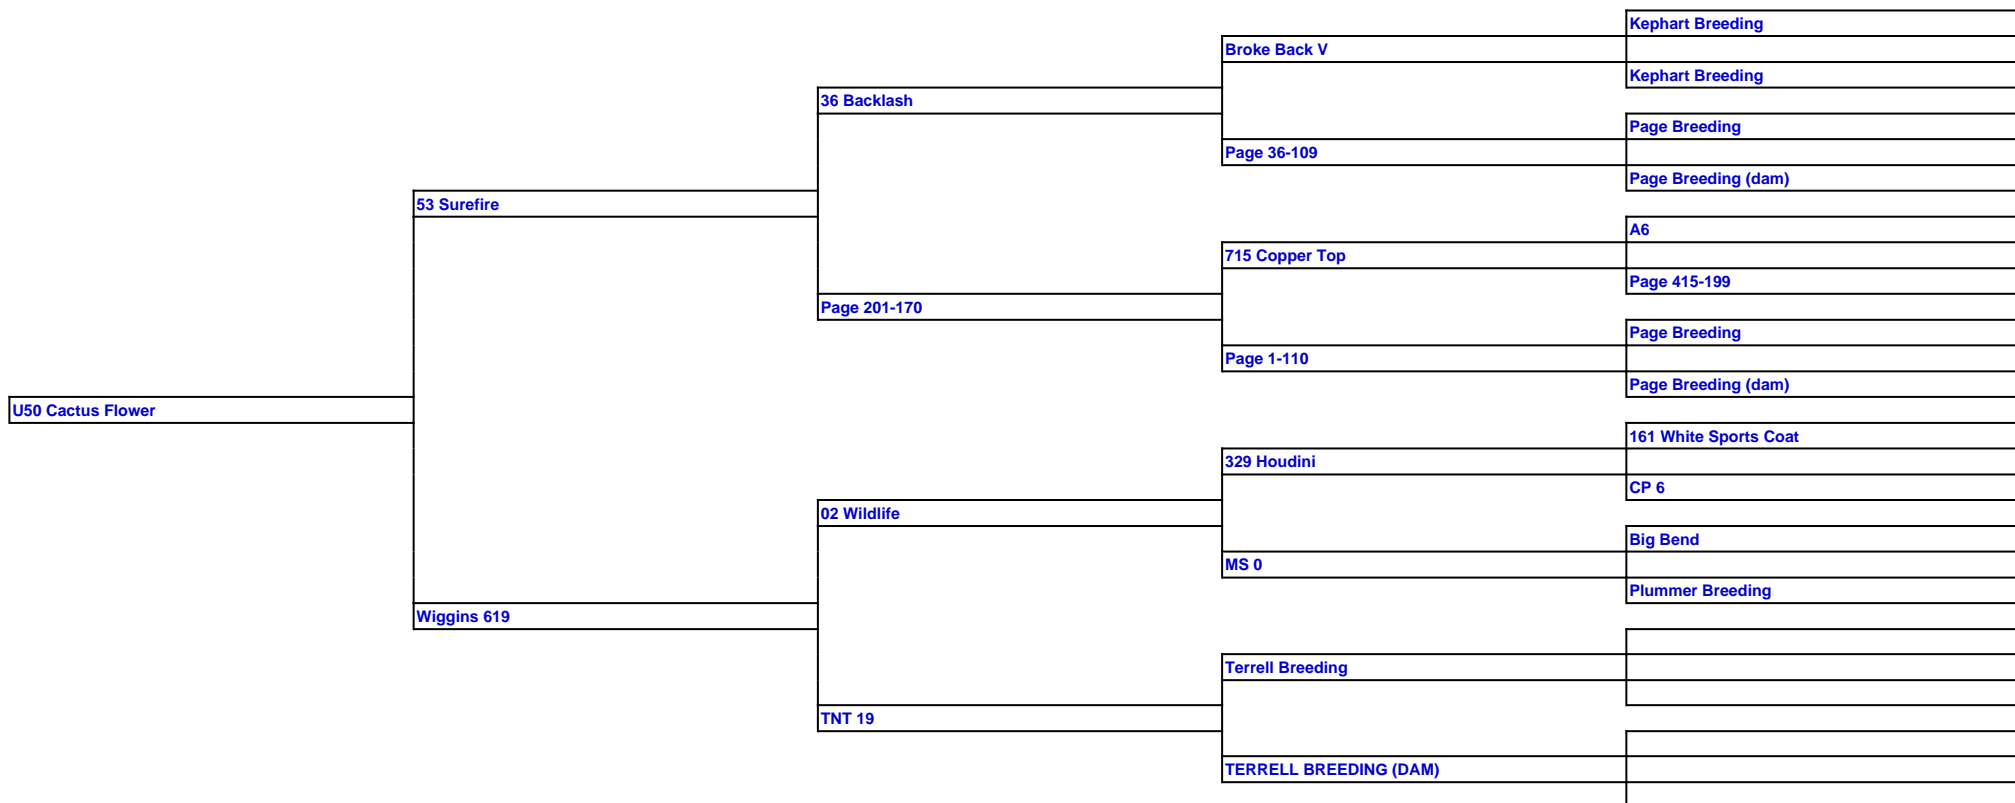 Kephart Breeding
Broke Back V
Kephart Breeding
36 Backlash
Page Breeding
Page 36-109
Page Breeding (dam)
53 Surefire
A6
715 Copper Top
Page 415-199
Page 201-170
Page Breeding
Page 1-110
Page Breeding (dam)
U50 Cactus Flower
161 White Sports Coat
329 Houdini
CP 6
02 Wildlife
Big Bend
MS 0
Plummer Breeding
Wiggins 619
Terrell Breeding
TNT 19
TERRELL BREEDING (DAM)